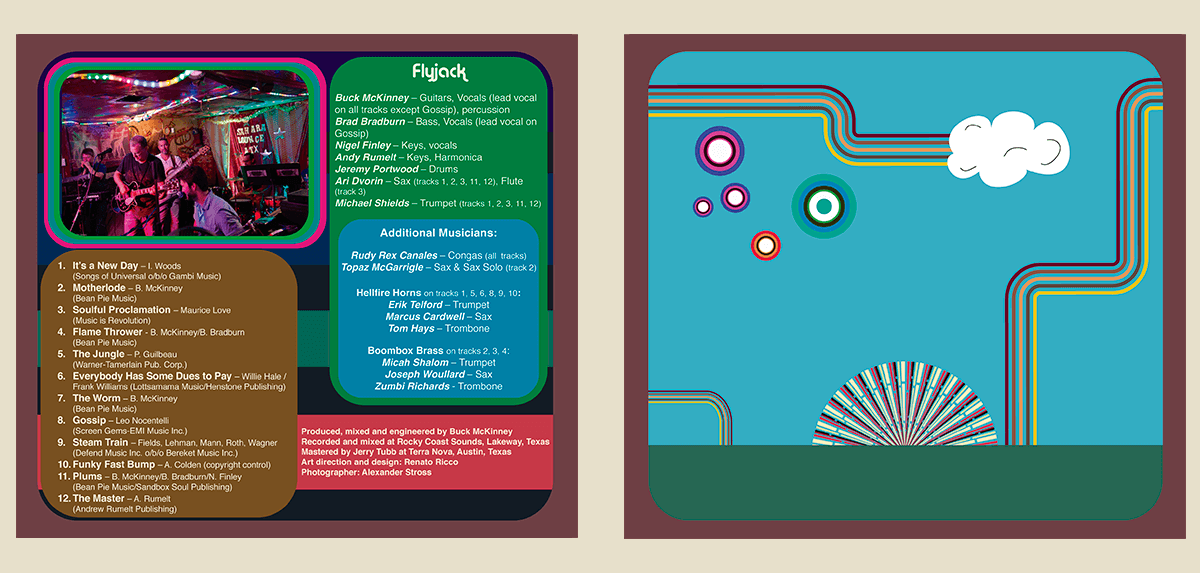 SAHARA
LOUNGE
ATX
Flyjack
Buck McKinney – Guitars, Vocals (lead vocal
on all tracks except Gossip), percussion
Brad Bradburn – Bass, Vocals (lead vocal on
Gossip)
Nigel Finley – Keys, vocals
Andy Rumelt – Keys, Harmonica
Jeremy Portwood – Drums
Ari Dvorin – Sax (tracks 1, 2, 3, 11, 12), Flute
(track 3)
Michael Shields – Trumpet (tracks 1, 2, 3, 11, 12)
Additional Musicians:
Rudy Rex Canales – Congas (all tracks)
Topaz McGarrigle – Sax & Sax Solo (track 2)
Hellfire Horns on tracks 1, 5, 6, 8, 9, 10:
Erik Telford – Trumpet
Marcus Cardwell – Sax
Tom Hays – Trombone
Boombox Brass on tracks 2, 3, 4:
Micah Shalom – Trumpet
Joseph Woullard – Sax
Zumbi Richards - Trombone
1. It's a New Day – I. Woods
(Songs of Universal o/b/o Gambi Music)
2. Motherlode – B. McKinney
(Bean Pie Music)
3. Soulful Proclamation – Maurice Love
(Music is Revolution)
4. Flame Thrower - B. McKinney/B. Bradburn
(Bean Pie Music)
5. The Jungle – P. Guilbeau
(Warner-Tamerlain Pub. Corp.)
6. Everybody Has Some Dues to Pay – Willie Hale /
Frank Williams (Lottsamama Music/Henstone Publishing)
7. The Worm – B. McKinney
(Bean Pie Music)
8. Gossip – Leo Nocentelli
(Screen Gems-EMI Music Inc.)
9. Steam Train – Fields, Lehman, Mann, Roth, Wagner
(Defend Music Inc. o/b/o Bereket Music Inc.)
10. Funky Fast Bump – A. Colden (copyright control)
11. Plums – B. McKinney/B. Bradburn/N. Finley
(Bean Pie Music/Sandbox Soul Publishing)
12. The Master – A. Rumelt
(Andrew Rumelt Publishing)
Produced, mixed and engineered by Buck McKinney
Recorded and mixed at Rocky Coast Sounds, Lakeway, Texas
Mastered by Jerry Tubb at Terra Nova, Austin, Texas
Art direction and design: Renato Ricco
Photographer: Alexander Stross